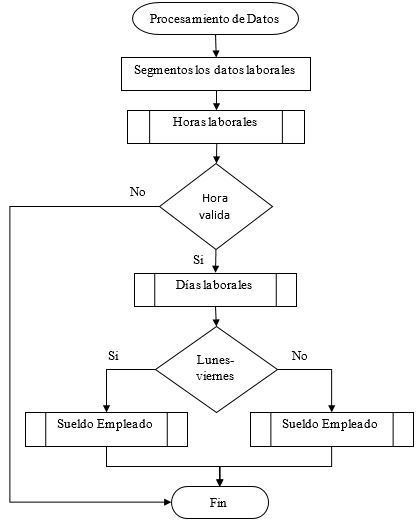 Procesamiento de Datos
Segmentos los datos laborales
Horas laborales
No
Hora
valida
Si
Días laborales
Si
Lunes-
viernes
No
Sueldo Empleado
Sueldo Empleado
Fin